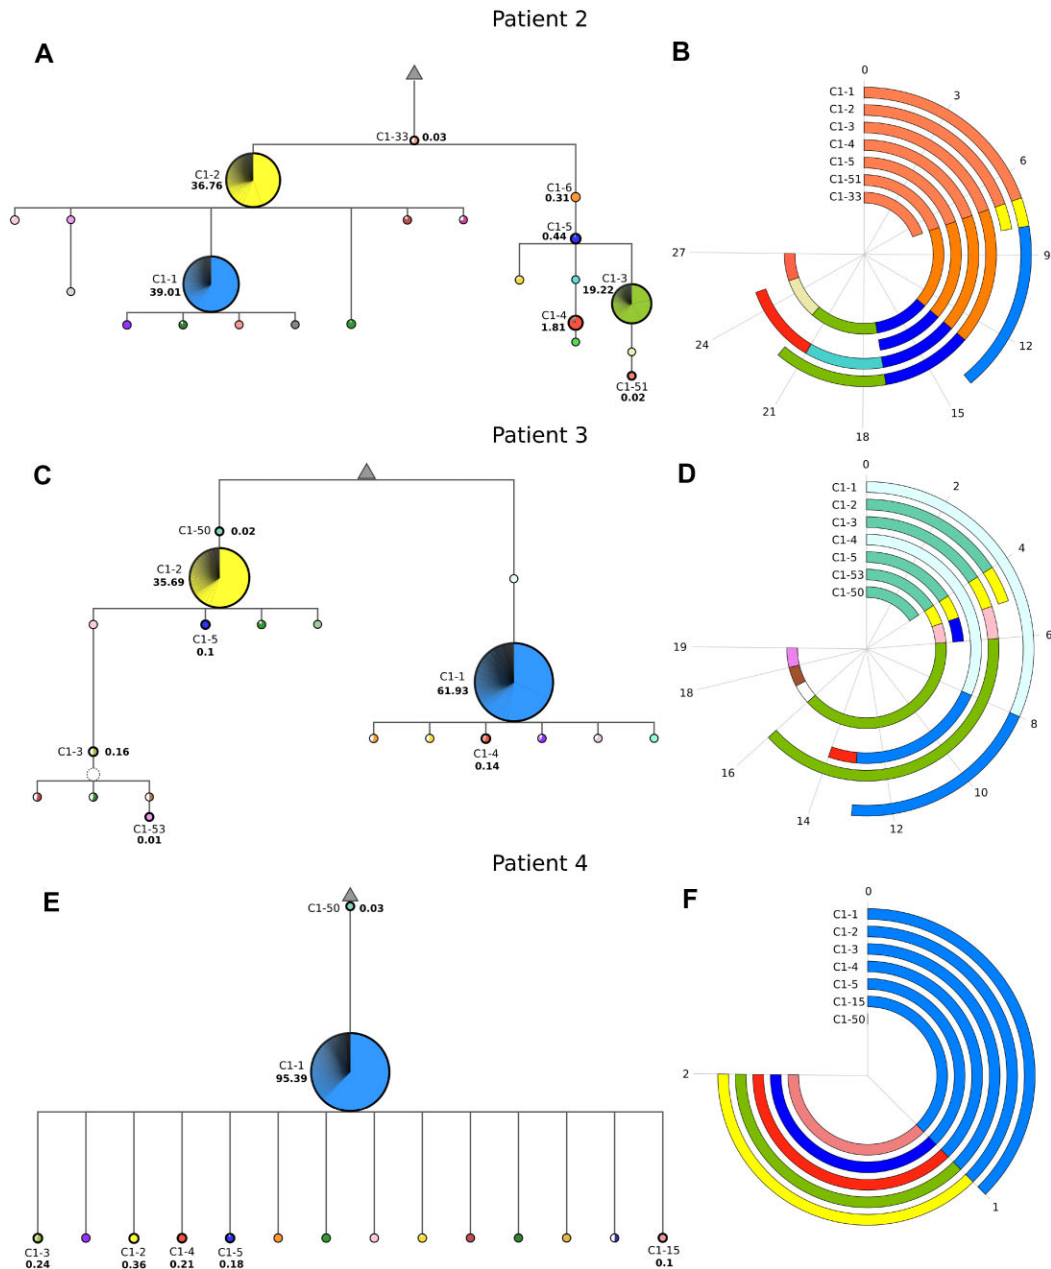 Patient 2
A
C1-33 0.03
C1-2
36.76
C1-6
0.31
C1-5
0.44
C1-1
39.01
C1-3
19.22
C1-4
1.81
C1-51
0.02
B
0
C1-1
C1-2
C1-3
C1-4
C1-5
C1-51
C1-33
3
6
9
12
15
18
21
24
27
Patient 3
C
C1-50 0.02
C1-2
35.69
C1-5
0.1
C1-1
61.93
C1-4
0.14
C1-3 0.16
C1-53
0.01
D
0
C1-1
C1-2
C1-3
C1-4
C1-5
C1-53
C1-50
2
4
6
8
10
12
14
16
18
19
Patient 4
E
C1-50 0.03
C1-1
95.39
C1-3
0.24
C1-2
0.36
C1-4
0.21
C1-5
0.18
C1-15
0.1
F
0
C1-1
C1-2
C1-3
C1-4
C1-5
C1-15
C1-50
1
2